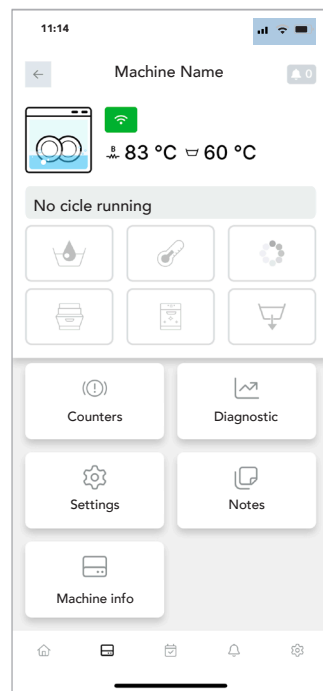 11:14
Machine Name
0
B
83 °C 60 °C
No cicle running
Counters
Diagnostic
Settings
Notes
Machine info